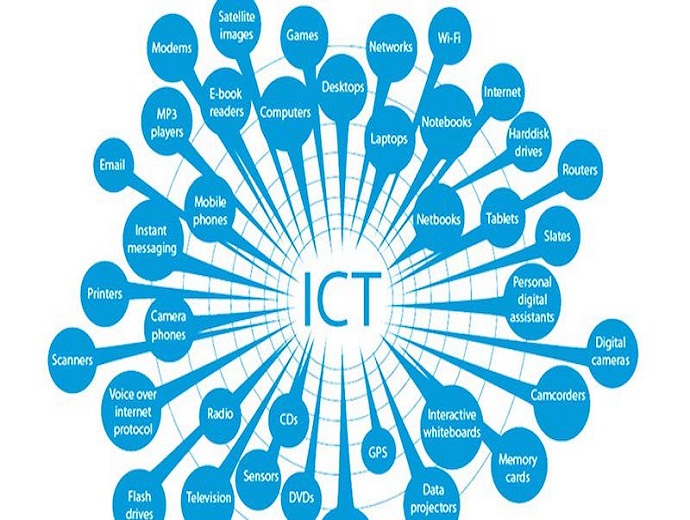 Satellite
images
Games
Modems
Networks
Wi-Fi
E-book
readers
Desktops
Computers
Internet
MP3
players
Laptops
Notebooks
Harddisk
drives
Email
Routers
Mobile
phones
Netbooks
Tablets
Instant
messaging
Slates
Printers
ICT
Personal
digital
assistants
Camera
phones
Scanners
Digital
cameras
Voice over
internet
protocol
Radio
CDs
Interactive
whiteboards
Camcorders
GPS
Memory
cards
Sensors
Flash
drives
Television
DVDs
Data
projectors